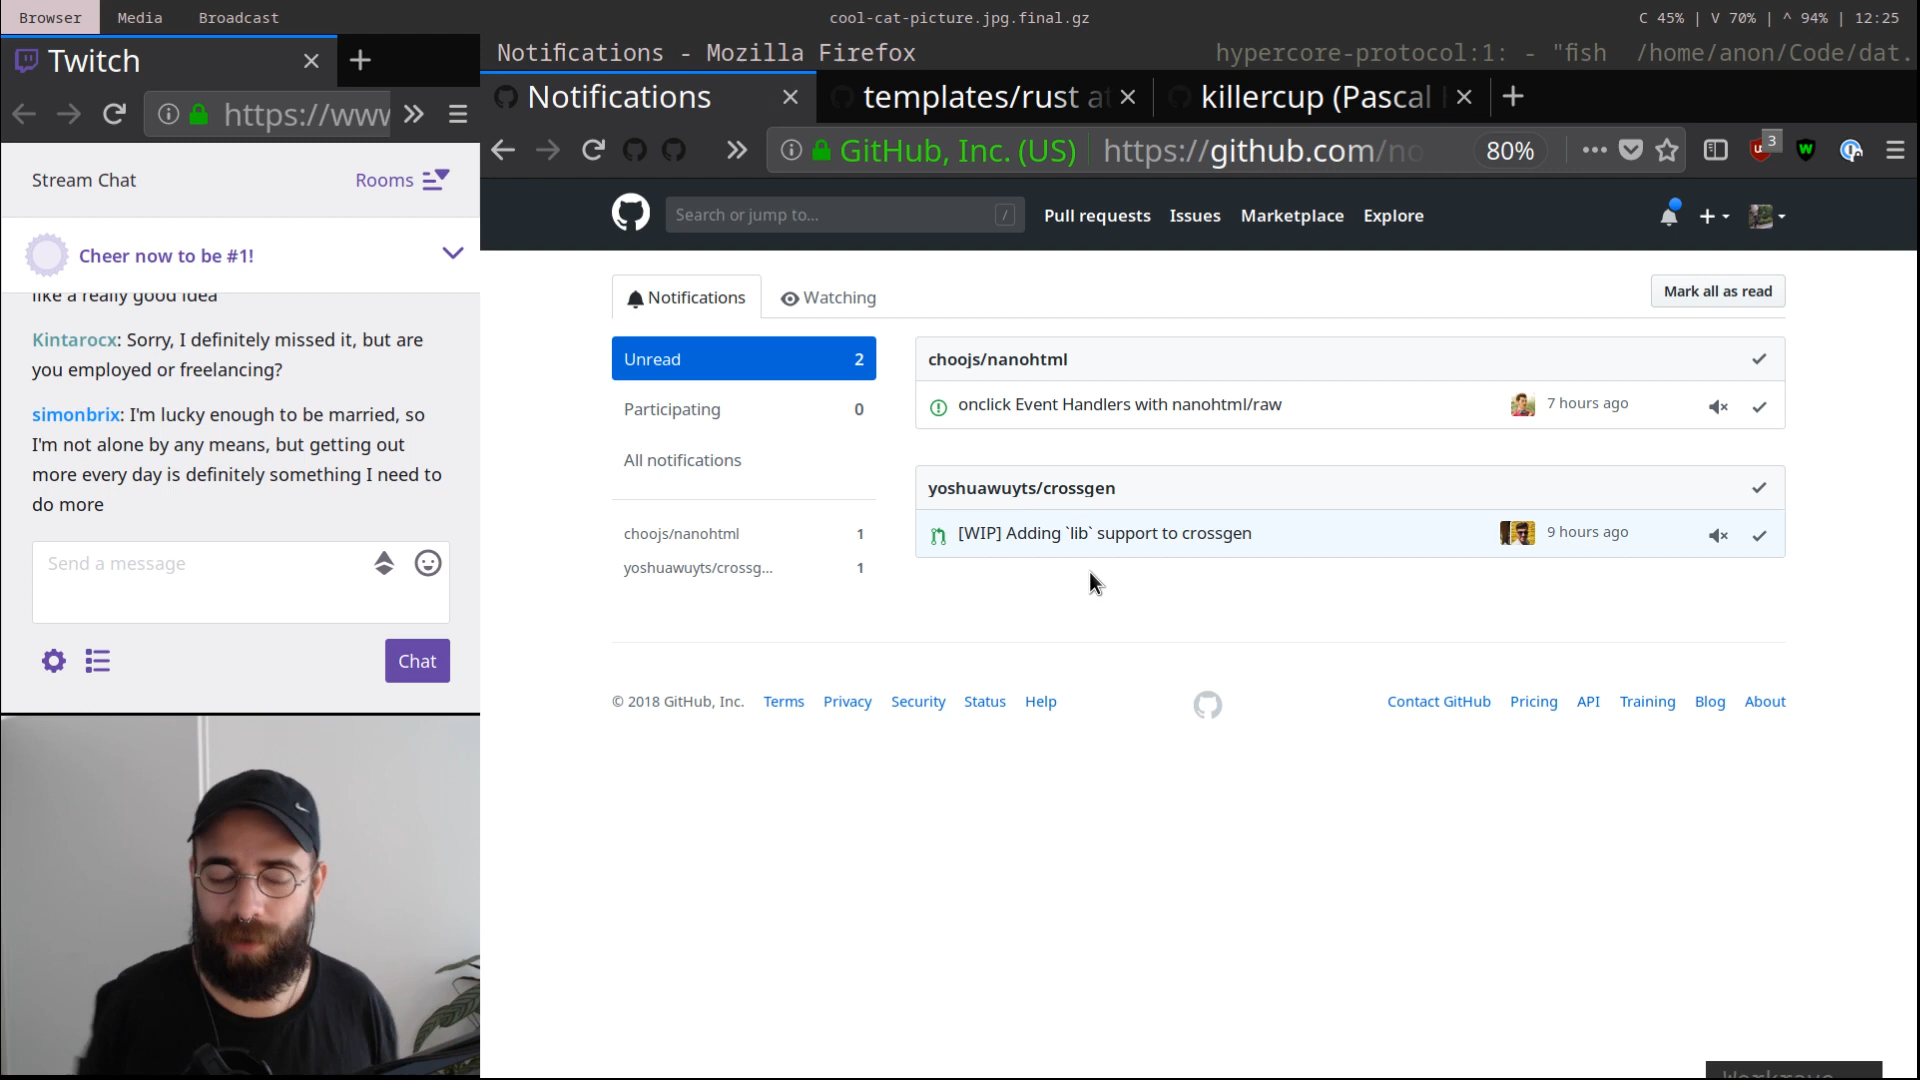 Browser Media Broadcast
cool-cat-picture.jpg.final.gz
C 45% | V 70% | ^ 94% | 12:25
Twitch
https://www
Stream Chat
Rooms
Cheer now to be #1!
like a really good idea
Kintarocx: Sorry, I definitely missed it, but are
you employed or freelancing?
simonbrix: I'm lucky enough to be married, so
I'm not alone by any means, but getting out
more every day is definitely something I need to
do more
Send a message
Chat
Notifications - Mozilla Firefox
hypercore-protocol:1: - "fish /home/anon/Code/dat.
Notifications
templates/rust at
killercup (Pascal
GitHub, Inc. (US) https://github.com/no
80%
3
Search or jump to... /
Pull requests Issues Marketplace Explore
Notifications
Watching
Mark all as read
Unread 2
Participating 0
All notifications
choojs/nanohtml 1
yoshuawuyts/crossg... 1
choojs/nanohtml
onclick Event Handlers with nanohtml/raw 7 hours ago
yoshuawuyts/crossgen
[WIP] Adding `lib` support to crossgen 9 hours ago
© 2018 GitHub, Inc. Terms Privacy Security Status Help
Contact GitHub Pricing API Training Blog About